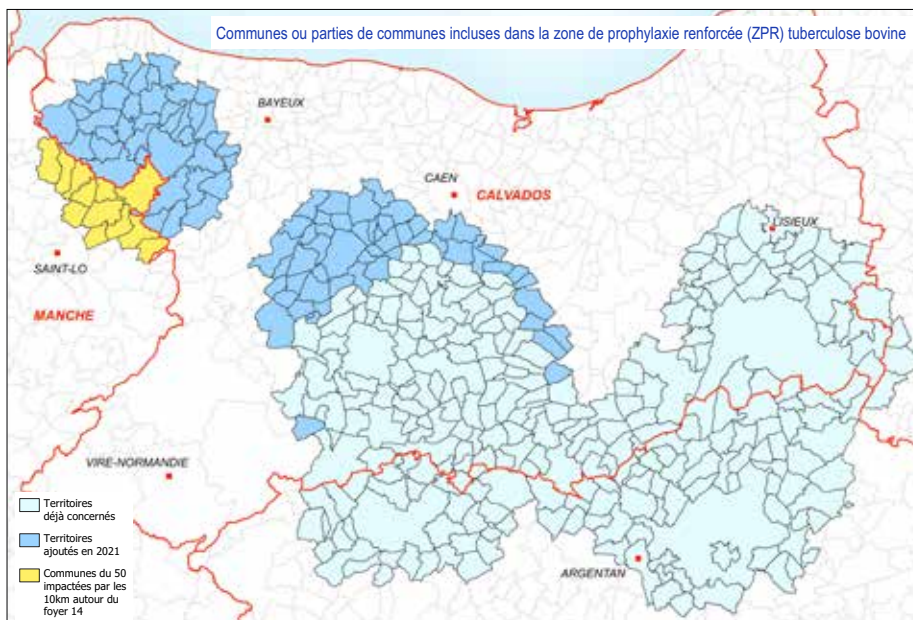 Communes ou parties de communes incluses dans la zone de prophylaxie renforcée (ZPR) tuberculose bovine
BAYEUX
CAEN
CALVADOS
LISIEUX
SAINT-LO
MANCHE
VIRE-NORMANDIE
ARGENTAN
Territoires
déjà concernés
Territoires
ajoutés en 2021
Communes du 50
impactées par les
10km autour du
foyer 14